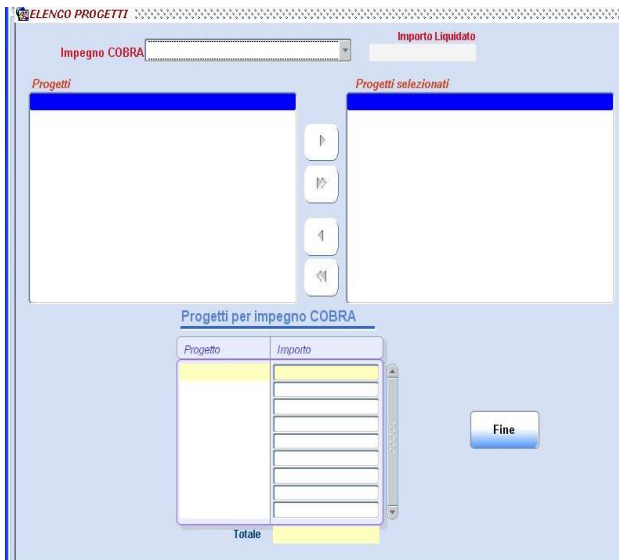 ELENCO PROGETTI
Importo Liquidato
Impegno COBRA
Progetti
Progetti selezionati
Progetti per impegno COBRA
Progetto Importo
Fine
Totale